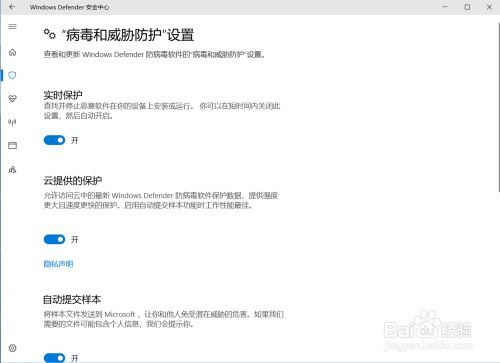 Windows Defender 安全中心
“病毒和威胁防护”设置
查看和更新 Windows Defender 防病毒软件的“病毒和威胁防护”设置。
实时保护
查找并停止恶意软件在你的设备上安装或运行。你可以在短时间内关闭此
设置，然后自动开启。
开
云提供的保护
允许访问云中的最新 Windows Defender 防病毒软件保护数据，提供强度
更大且速度更快的保护。启用自动提交样本功能时工作性能最佳。
开
隐私声明
自动提交样本
将样本文件发送到 Microsoft，让你和他人免受潜在威胁的危害。如果我们
需要的文件可能包含个人信息，我们会提示你。
开
Baidu 经验
jingyan.baidu.com